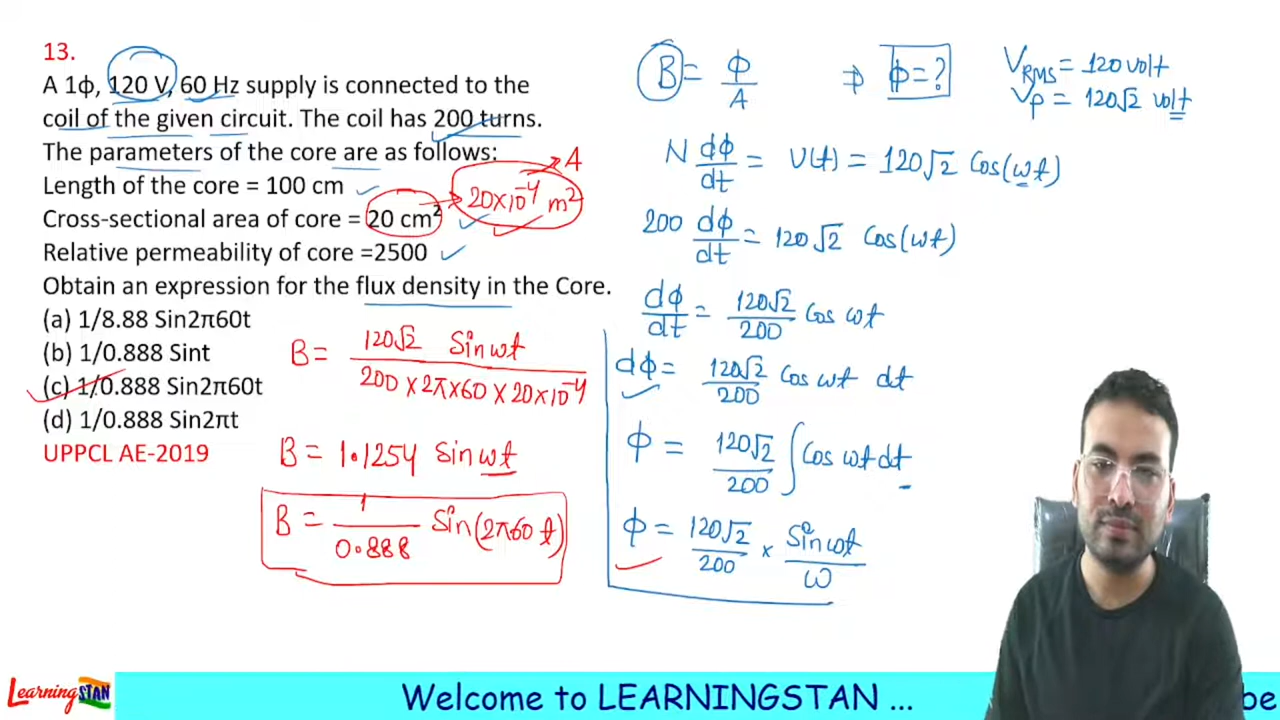 13.
A 1ϕ, 120 V, 60 Hz supply is connected to the
coil of the given circuit. The coil has 200 turns.
The parameters of the core are as follows:
Length of the core = 100 cm
Cross-sectional area of core = 20 cm²
20×10⁻⁴ m² → A
Relative permeability of core =2500
Obtain an expression for the flux density in the Core.
(a) 1/8.88 Sin2π60t
(b) 1/0.888 Sint
(c) 1/0.888 Sin2π60t
(d) 1/0.888 Sin2πt
UPPCL AE-2019
B = 120√2 Sinωt / 200 × 2π×60 × 20×10⁻⁴
B = 1.1254 Sin ωt
B = 1/0.888 Sin(2π60 t)
B = ϕ/A ⇒ ϕ = ?
V_RMS = 120 volt
V_P = 120√2 volt
N dϕ/dt = V(t) = 120√2 Cos(ωt)
200 dϕ/dt = 120√2 Cos(ωt)
dϕ/dt = 120√2/200 Cos ωt
dϕ = 120√2/200 Cos ωt dt
ϕ = 120√2/200 ∫ Cos ωt dt
ϕ = 120√2/200 × Sin ωt/ω
Learning STAN
Welcome to LEARNINGSTAN ...
be